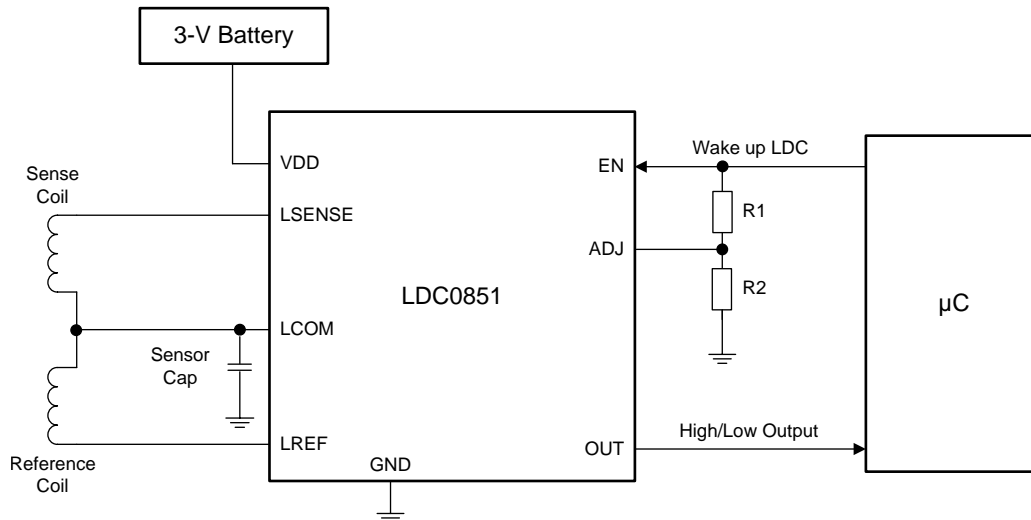 3-V Battery
VDD
Sense
Coil
LSENSE
LCOM
Sensor
Cap
LREF
Reference
Coil
GND
LDC0851
EN
Wake up LDC
R1
ADJ
R2
OUT
High/Low Output
µC